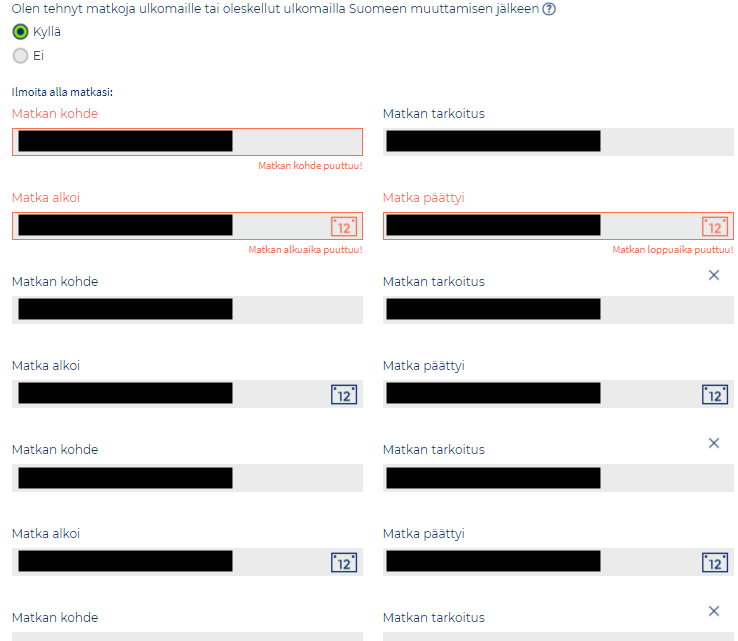 Olen tehnyt matkoja ulkomaille tai oleskellut ulkomailla Suomeen muuttamisen jälkeen ?
Kyllä
Ei
Ilmoita alla matkasi:
Matkan kohde Matkan tarkoitus
Matkan kohde puuttuu!
Matka alkoi Matka päättyi
12 12
Matkan alkuaika puuttuu! Matkan loppuaika puuttuu!
Matkan kohde Matkan tarkoitus
Matka alkoi Matka päättyi
12 12
Matkan kohde Matkan tarkoitus
Matka alkoi Matka päättyi
12 12
Matkan kohde Matkan tarkoitus